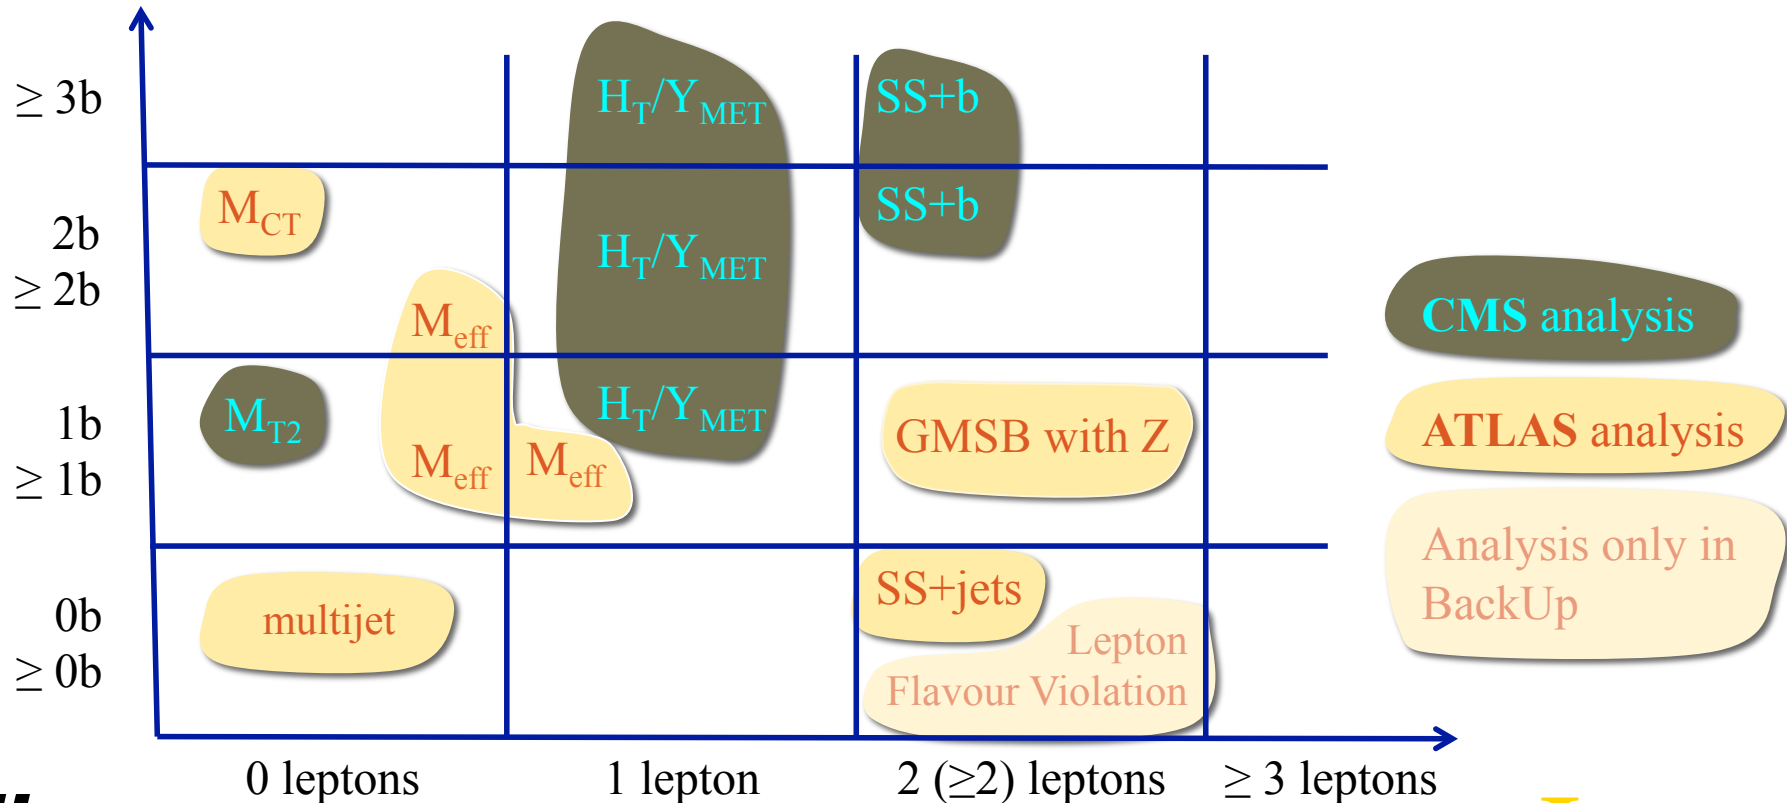 ≥ 3b
H_T/Y_MET
SS+b
M_CT
SS+b
2b
H_T/Y_MET
≥ 2b
M_eff
CMS analysis
M_T2
1b
H_T/Y_MET
GMSB with Z
ATLAS analysis
≥ 1b
M_eff
M_eff
Analysis only in
BackUp
SS+jets
0b
multijet
Lepton
≥ 0b
Flavour Violation
0 leptons
1 lepton
2 (≥2) leptons
≥ 3 leptons